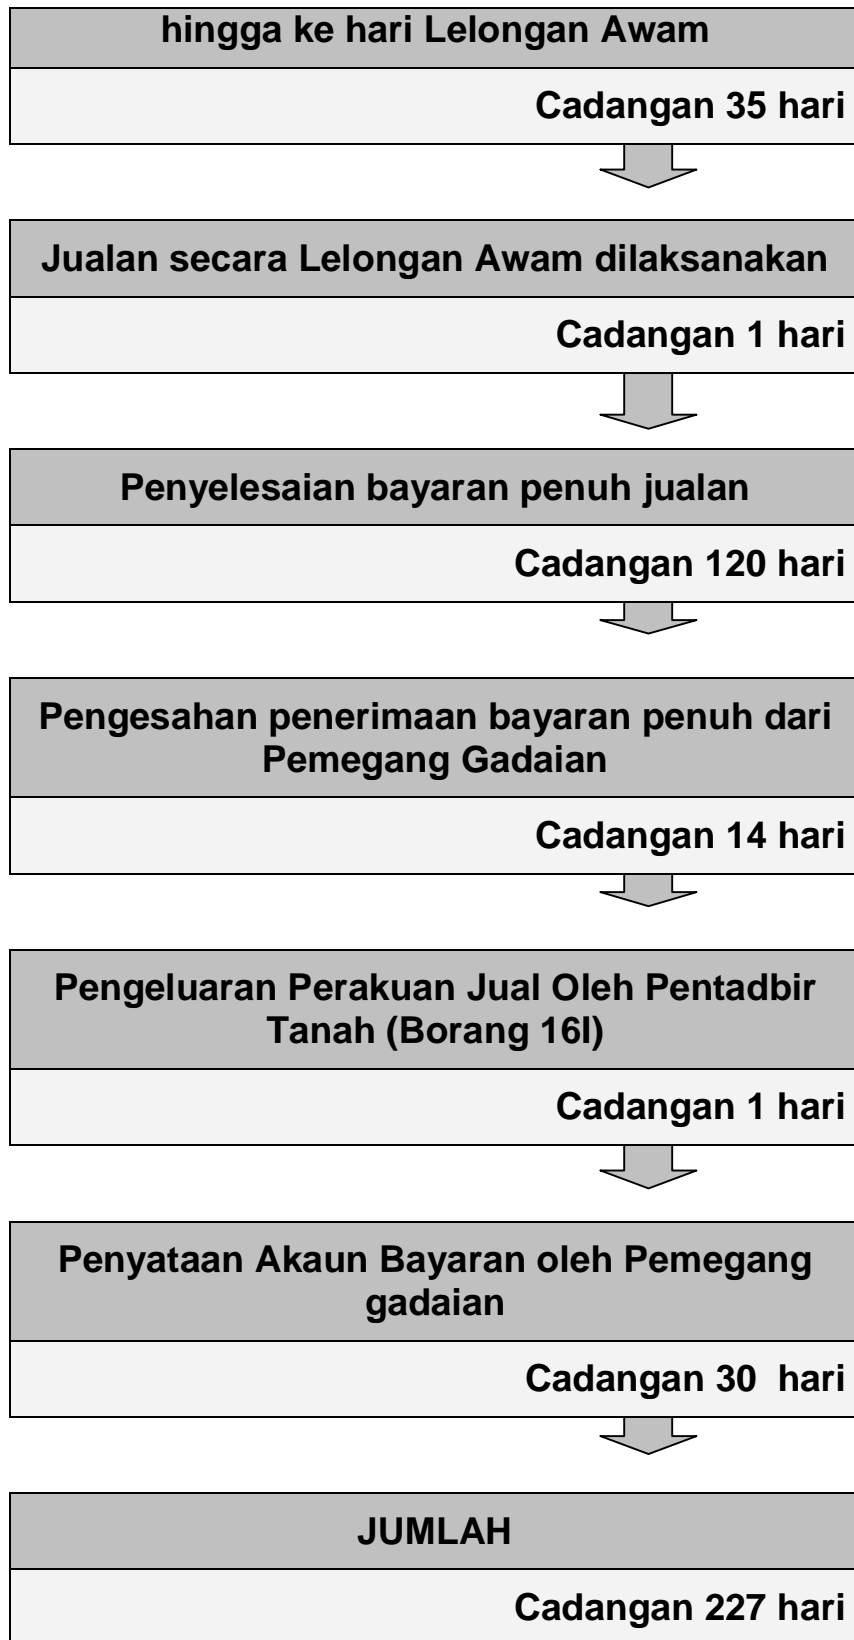 hingga ke hari Lelongan Awam
Cadangan 35 hari
Jualan secara Lelongan Awam dilaksanakan
Cadangan 1 hari
Penyelesaian bayaran penuh jualan
Cadangan 120 hari
Pengesahan penerimaan bayaran penuh dari
Pemegang Gadaian
Cadangan 14 hari
Pengeluaran Perakuan Jual Oleh Pentadbir
Tanah (Borang 16I)
Cadangan 1 hari
Penyataan Akaun Bayaran oleh Pemegang
gadaian
Cadangan 30 hari
JUMLAH
Cadangan 227 hari